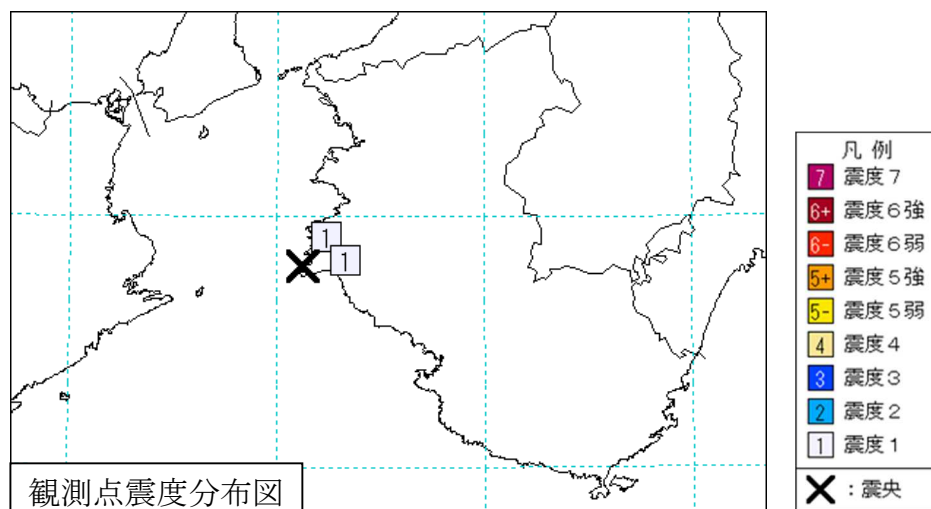 1
1
観測点震度分布図
凡 例
7 震度７
6+ 震度６強
6- 震度６弱
5+ 震度５強
5- 震度５弱
4 震度４
3 震度３
2 震度２
1 震度１
：震央